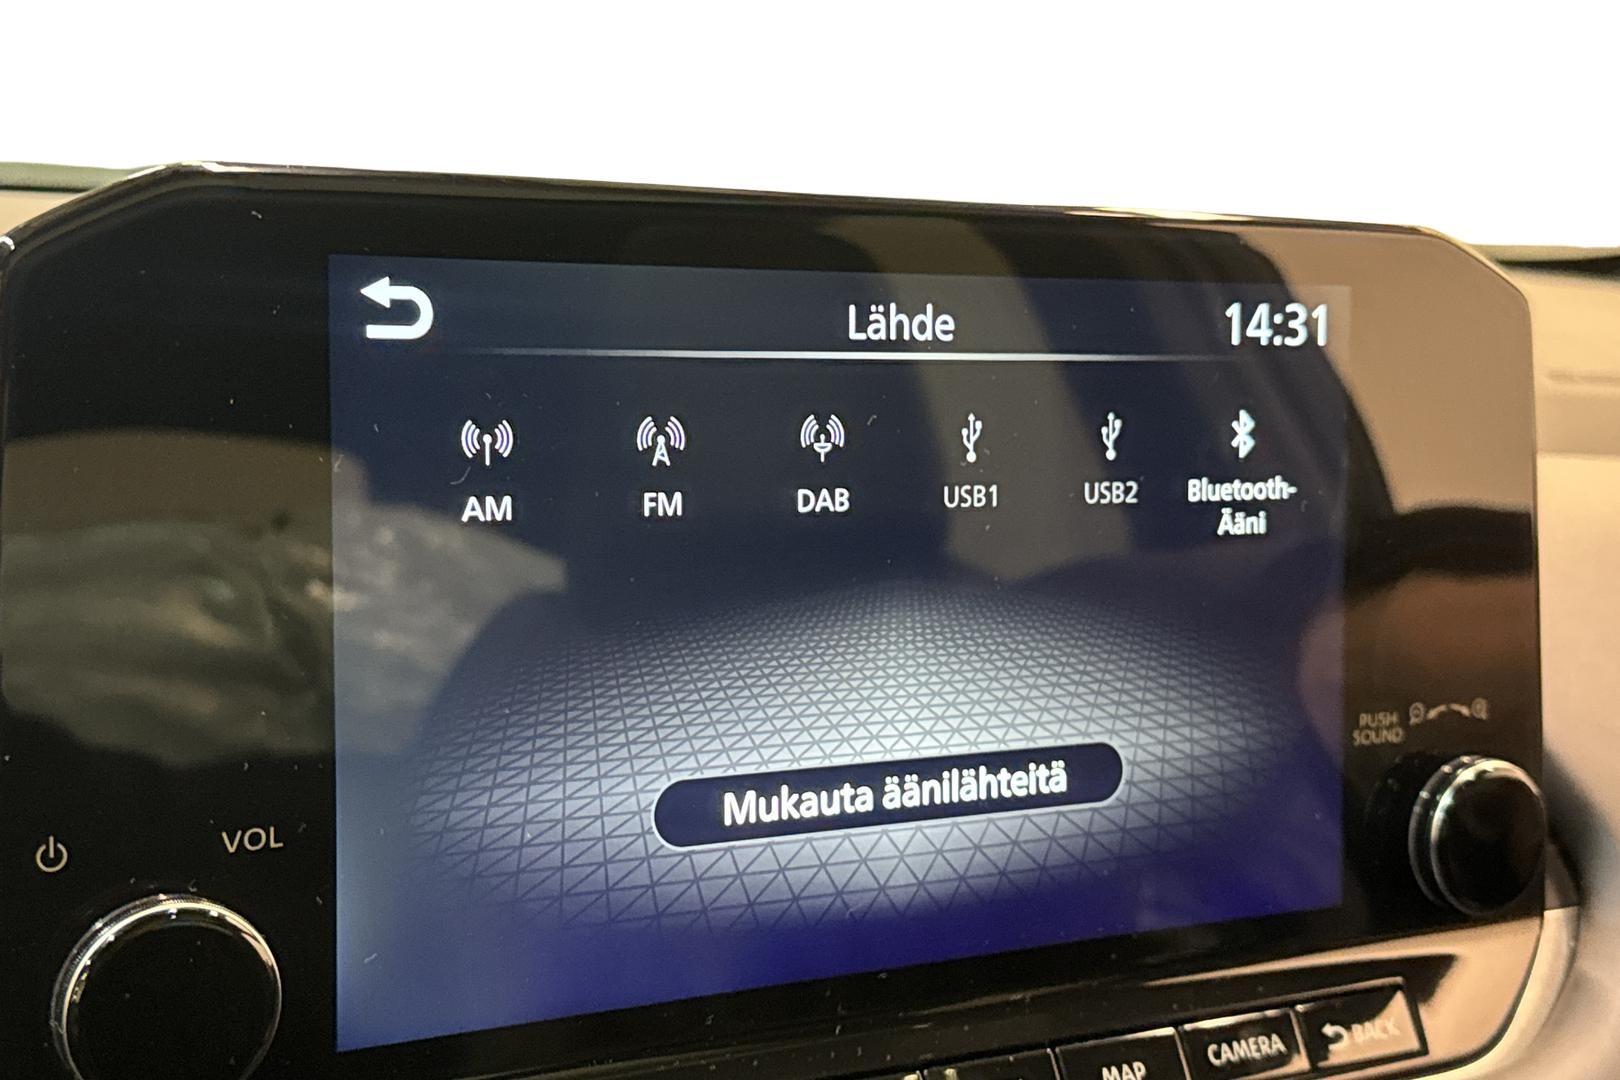 Lähde
14:31
AM
FM
DAB
USB1
USB2
Bluetooth-
Ääni
Mukauta äänilähteitä
PUSH
SOUND
VOL
MAP
CAMERA
BACK